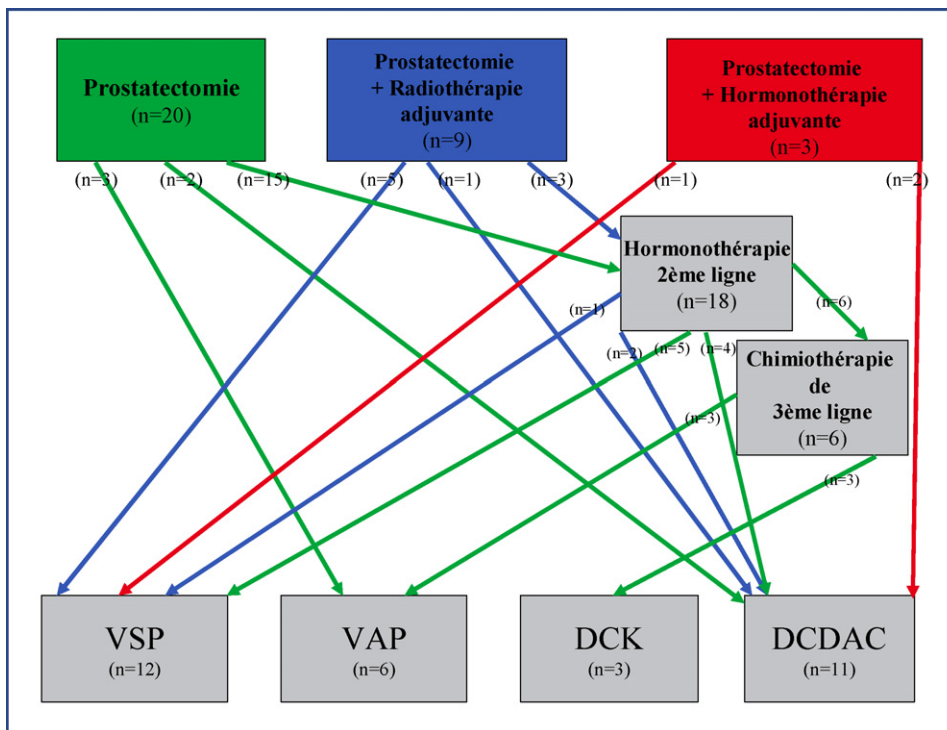 Prostatectomie
(n=20)
Prostatectomie
+ Radiothérapie
adjuvante
(n=9)
Prostatectomie
+ Hormonothérapie
adjuvante
(n=3)
(n=3)
(n=2)
(n=15)
(n=5)
(n=1)
(n=3)
(n=1)
(n=2)
Hormonothérapie
2ème ligne
(n=18)
(n=6)
(n=1)
(n=2)
(n=5)
(n=4)
Chimiothérapie
de
3ème ligne
(n=6)
(n=3)
(n=3)
VSP
(n=12)
VAP
(n=6)
DCK
(n=3)
DCDAC
(n=11)